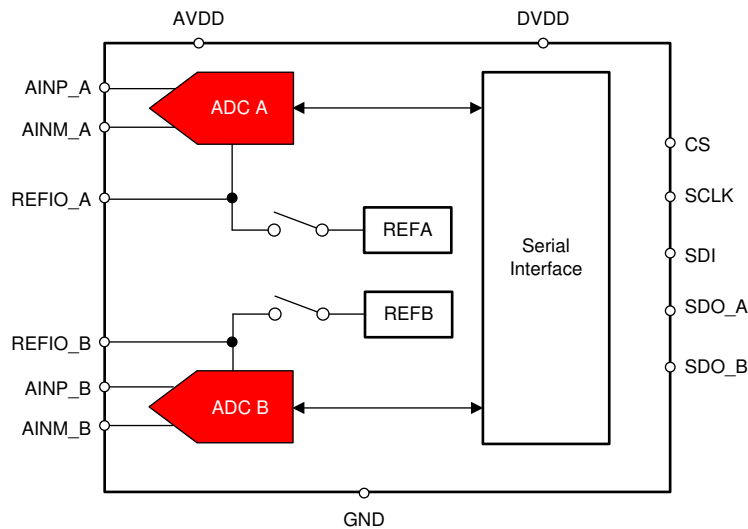 AVDD
DVDD
AINP_A
ADC A
AINM_A
CS
REFIO_A
SCLK
REFA
Serial
Interface
SDI
REFB
SDO_A
REFIO_B
SDO_B
AINP_B
ADC B
AINM_B
GND